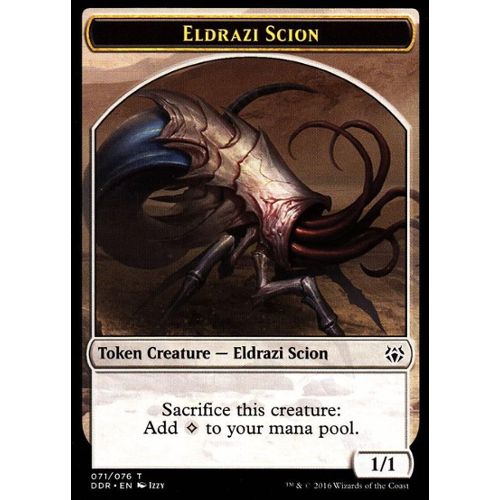 ELDRAZI SCION
Token Creature — Eldrazi Scion
Sacrifice this creature:
Add ◇ to your mana pool.
1/1
071/076 T
DDR • EN IZZY
™ & © 2016 Wizards of the Coast